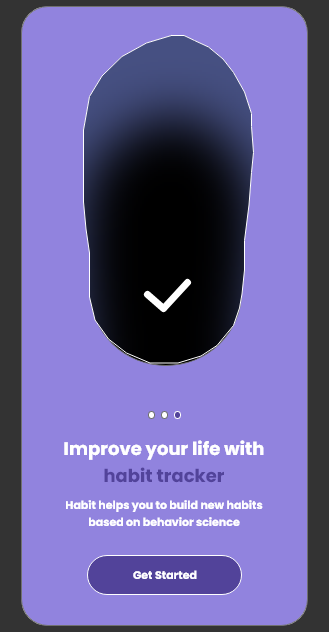 Improve your life with
habit tracker
Habit helps you to build new habits
based on behavior science
Get Started